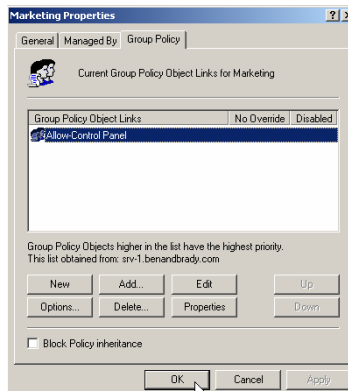 Marketing Properties
General Managed By Group Policy
Current Group Policy Object Links for Marketing
Group Policy Object Links No Override Disabled
Allow-Control Panel
Group Policy Objects higher in the list have the highest priority.
This list obtained from: srv-1.benandbrady.com
New Add... Edit Up
Options... Delete... Properties Down
Block Policy inheritance
OK Cancel Apply